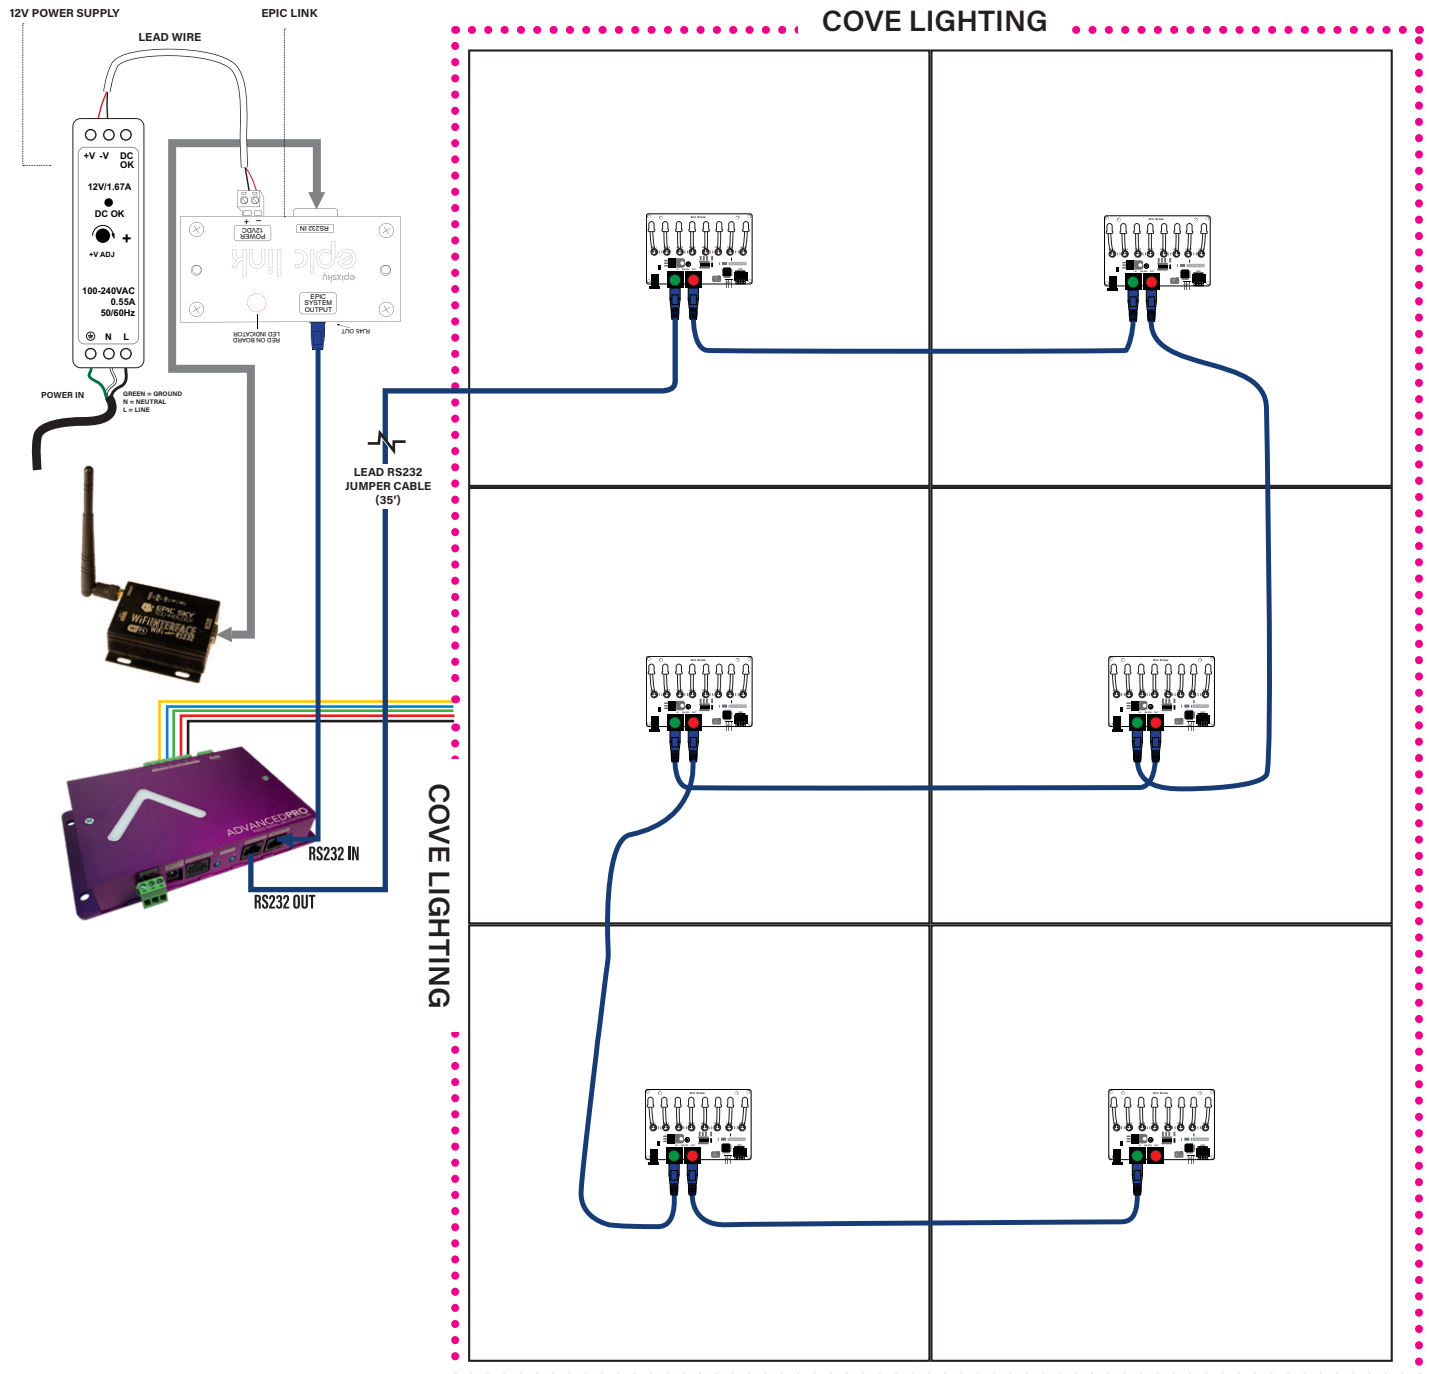 12V POWER SUPPLY
EPIC LINK
LEAD WIRE
COVE LIGHTING
+V -V DC
OK
12V/1.67A
DC OK
+
+V ADJ
100-240VAC
0.55A
50/60Hz
N L
POWER IN
GREEN = GROUND
N = NEUTRAL
L = LINE
+ −
POWER
12VDC
RS232 IN
epic link
epixsky
EPIC
SYSTEM
OUTPUT
RJ45 OUT
RED ON BOARD
LED INDICATOR
LEAD RS232
JUMPER CABLE
(35')
EPIC SKY
TECHNOLOGY
WiFi INTERFACE
RS232
ADVANCEDPRO
RS232 IN
RS232 OUT
COVE LIGHTING